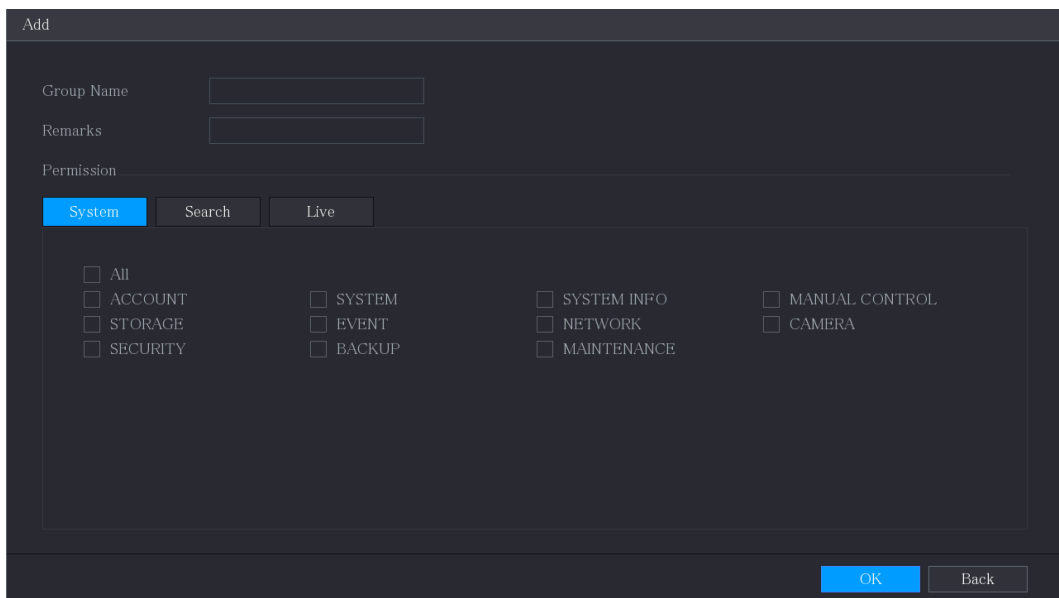 Add
Group Name
Remarks
Permission
System Search Live
All
ACCOUNT SYSTEM SYSTEM INFO MANUAL CONTROL
STORAGE EVENT NETWORK CAMERA
SECURITY BACKUP MAINTENANCE
OK Back